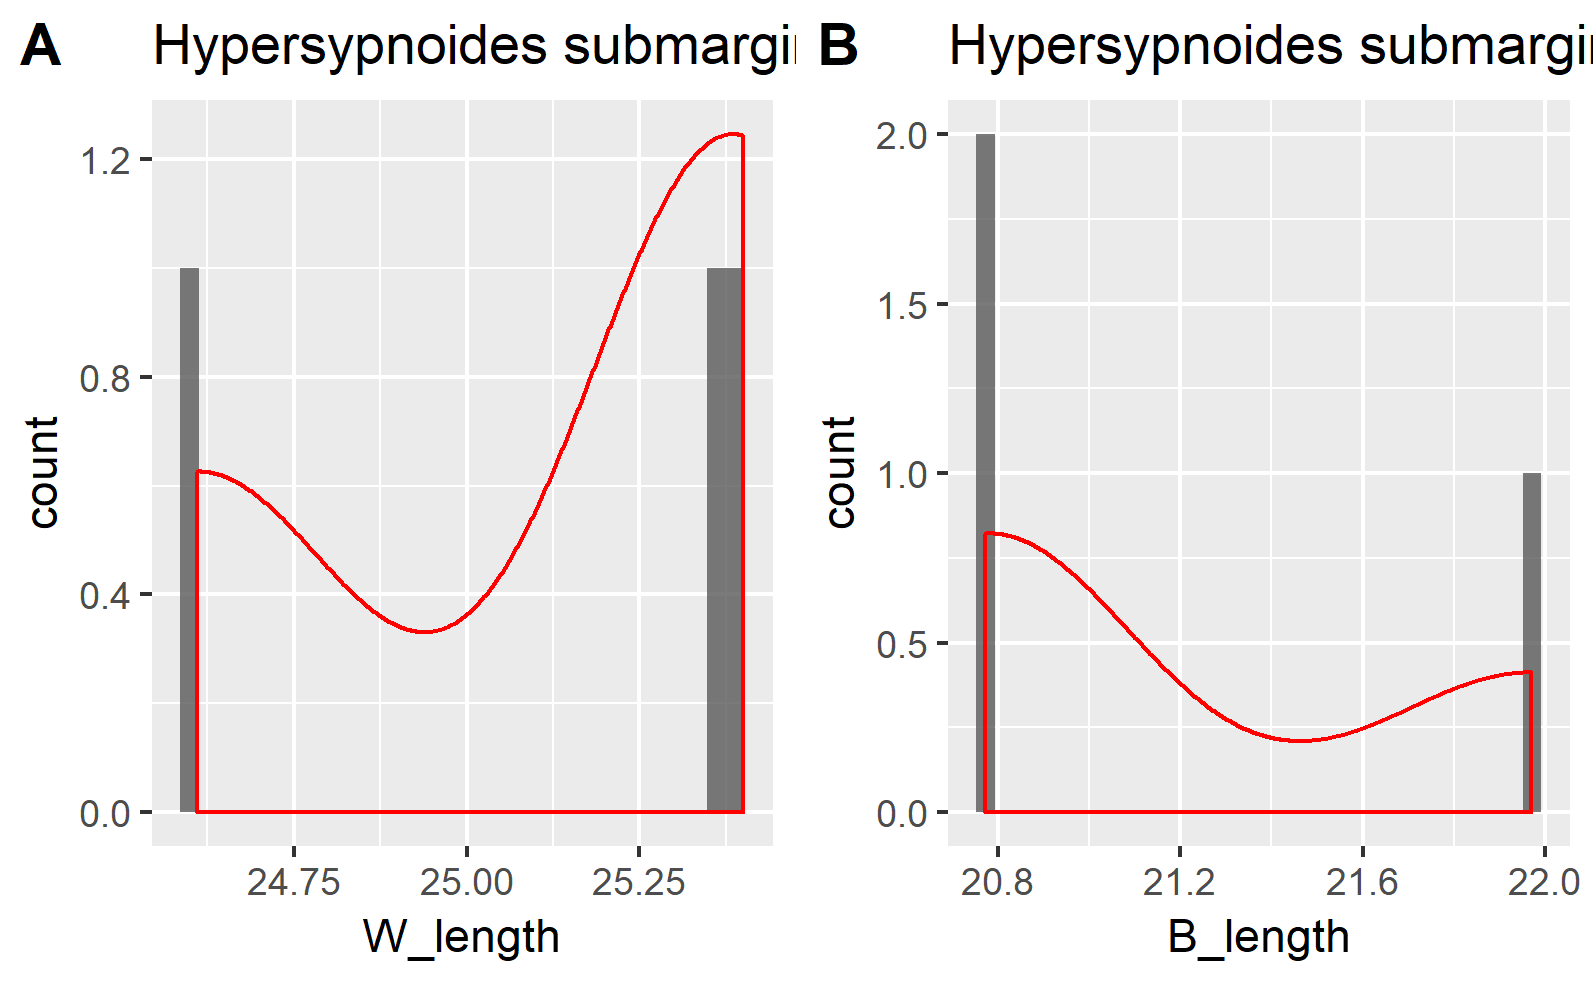 A
Hypersypnoides submargi
1.2
0.8
0.4
0.0
count
24.75 25.00 25.25
W_length
B
Hypersypnoides submargi
2.0
1.5
1.0
0.5
0.0
count
20.8 21.2 21.6 22.0
B_length